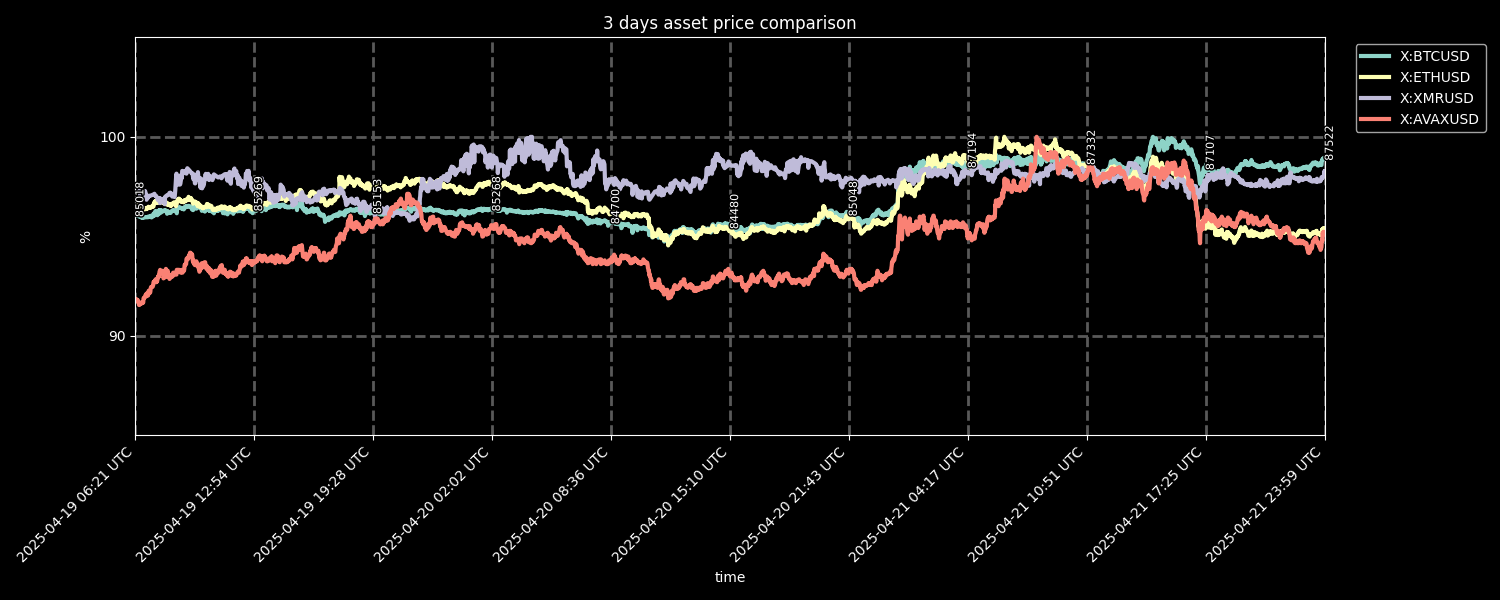 3 days asset price comparison
X:BTCUSD
X:ETHUSD
X:XMRUSD
X:AVAXUSD
100
90
%
85269
85153
85268
84700
84480
85048
87194
87332
87107
87522
2025-04-19 06:21 UTC
2025-04-19 12:54 UTC
2025-04-19 19:28 UTC
2025-04-20 02:02 UTC
2025-04-20 08:36 UTC
2025-04-20 15:10 UTC
2025-04-20 21:43 UTC
2025-04-21 04:17 UTC
2025-04-21 10:51 UTC
2025-04-21 17:25 UTC
2025-04-21 23:59 UTC
time